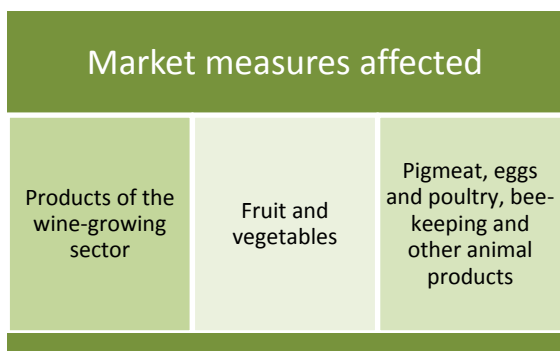 Market measures affected
Products of the
wine-growing
sector
Fruit and
vegetables
Pigmeat, eggs
and poultry, bee-
keeping and
other animal
products